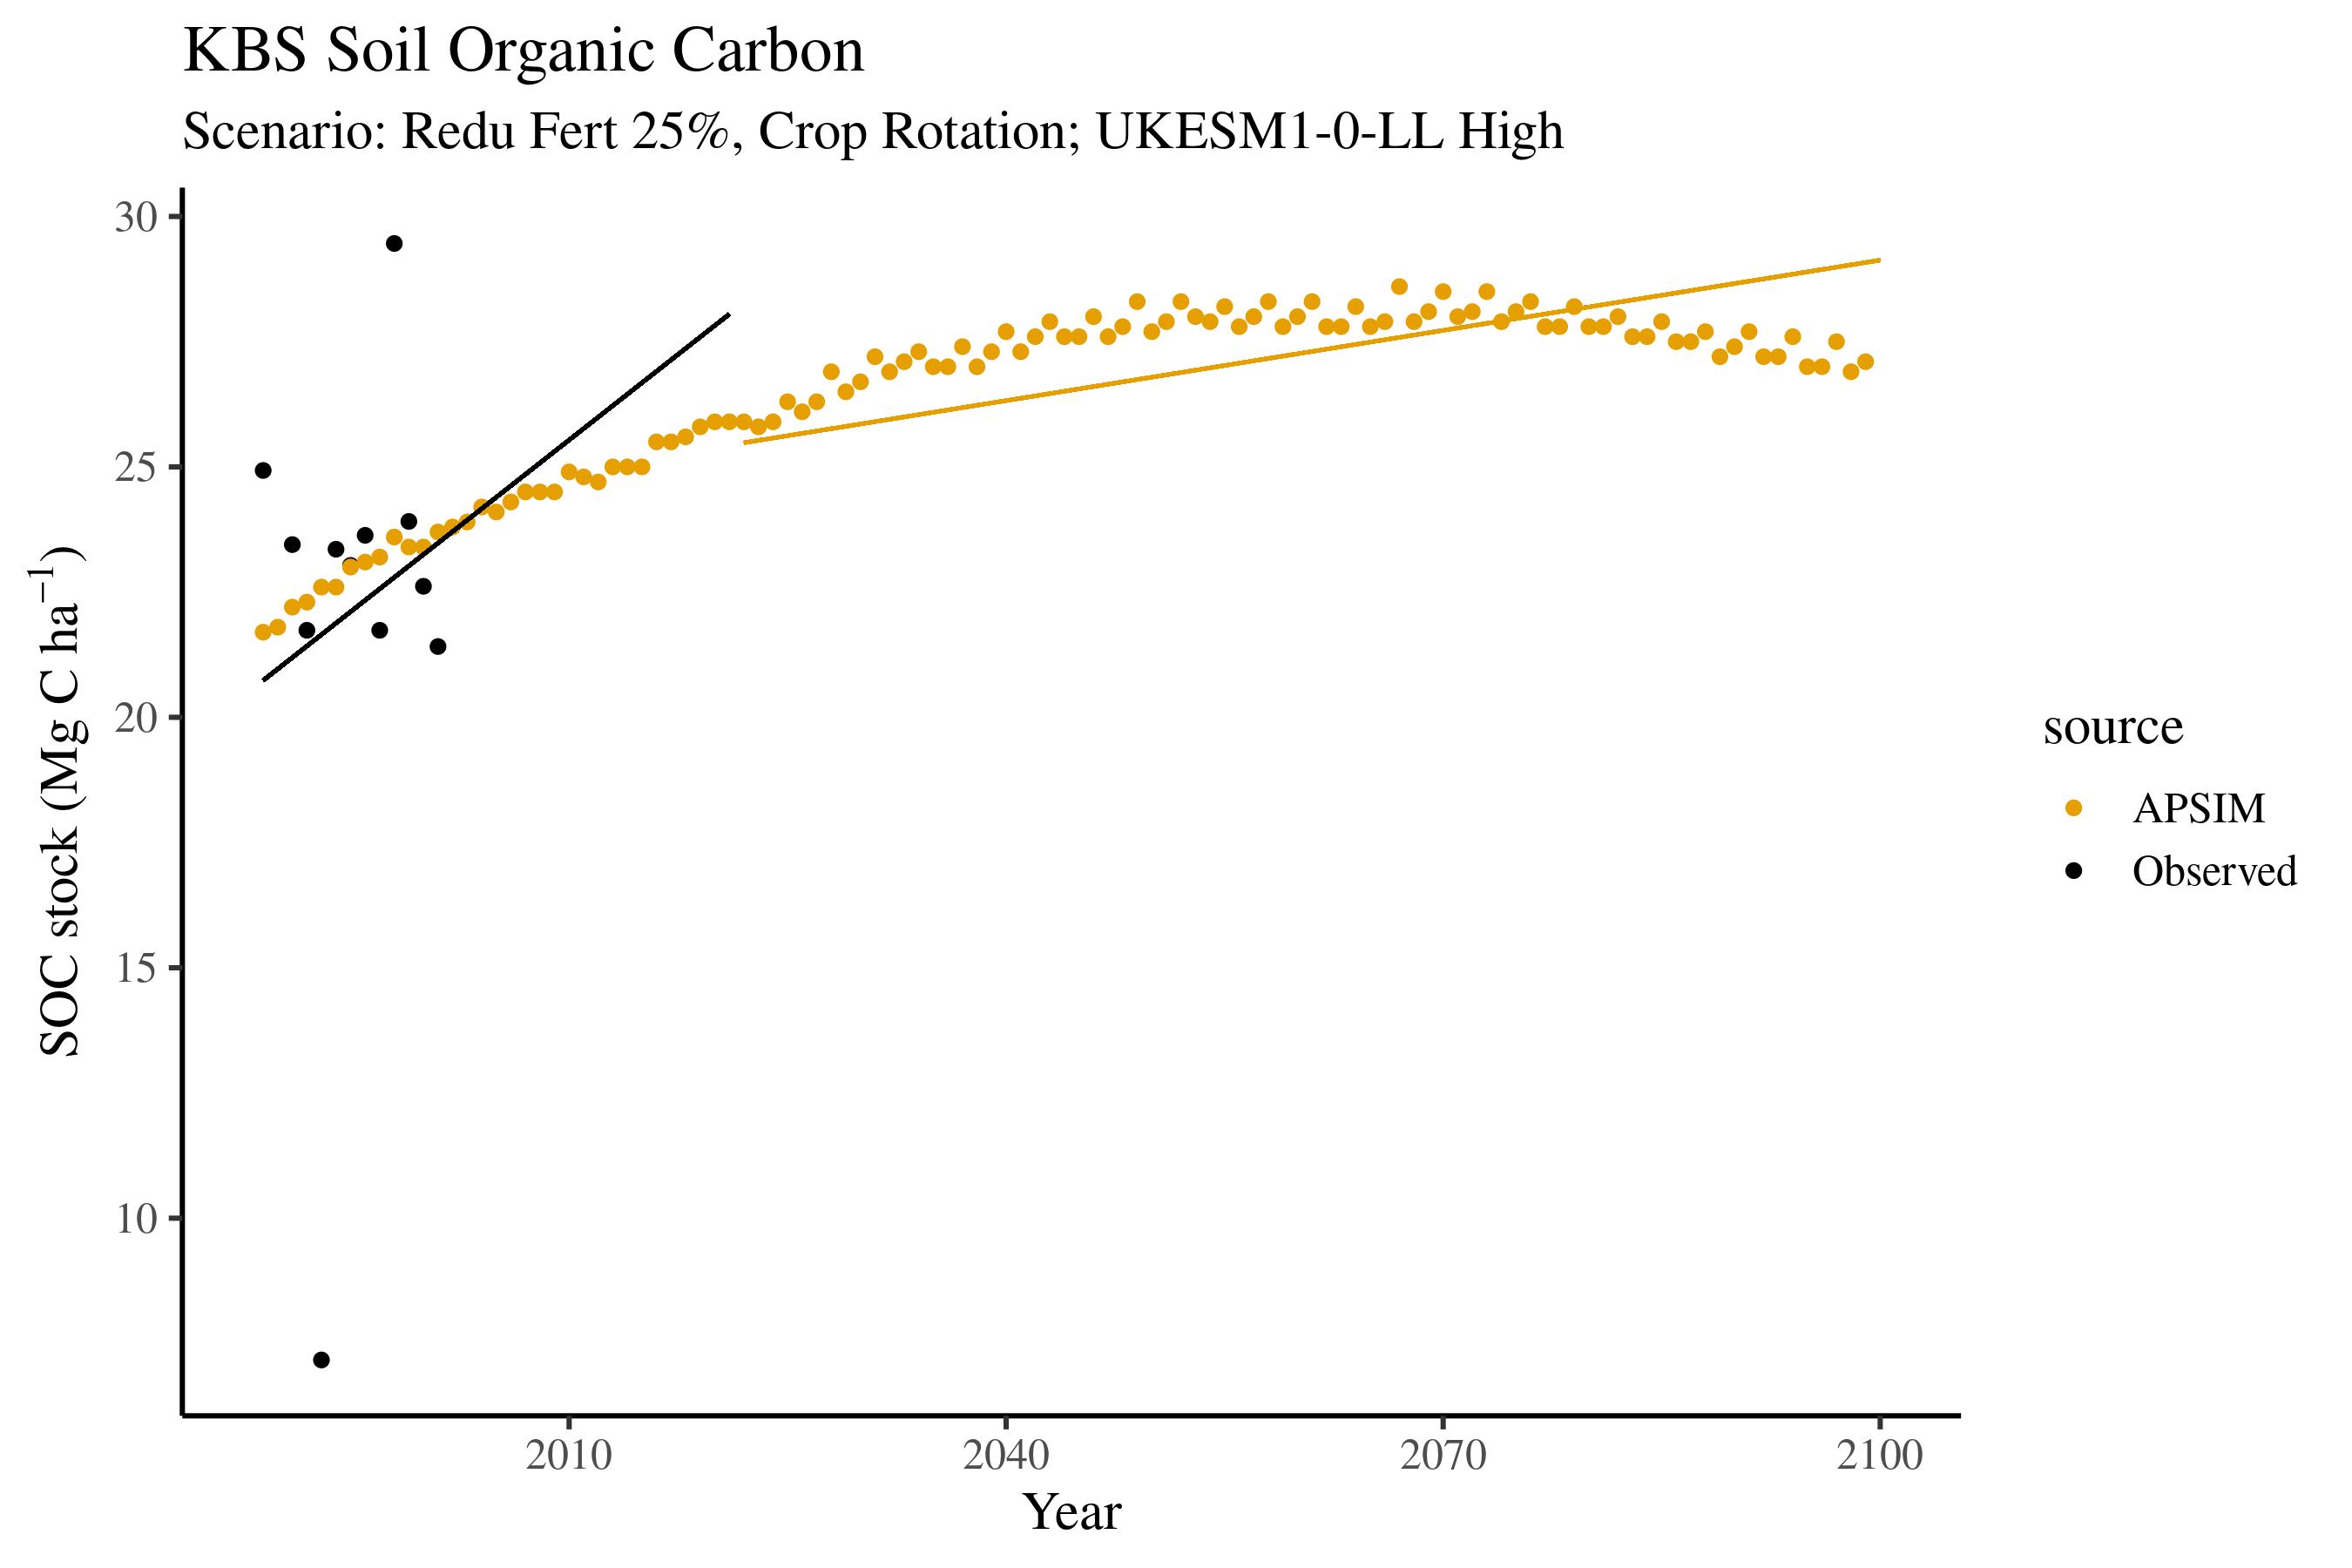 KBS Soil Organic Carbon
Scenario: Redu Fert 25%, Crop Rotation; UKESM1-0-LL High
SOC stock (Mg C ha⁻¹)
30
25
20
15
10
2010 2040 2070 2100
Year
source
APSIM
Observed